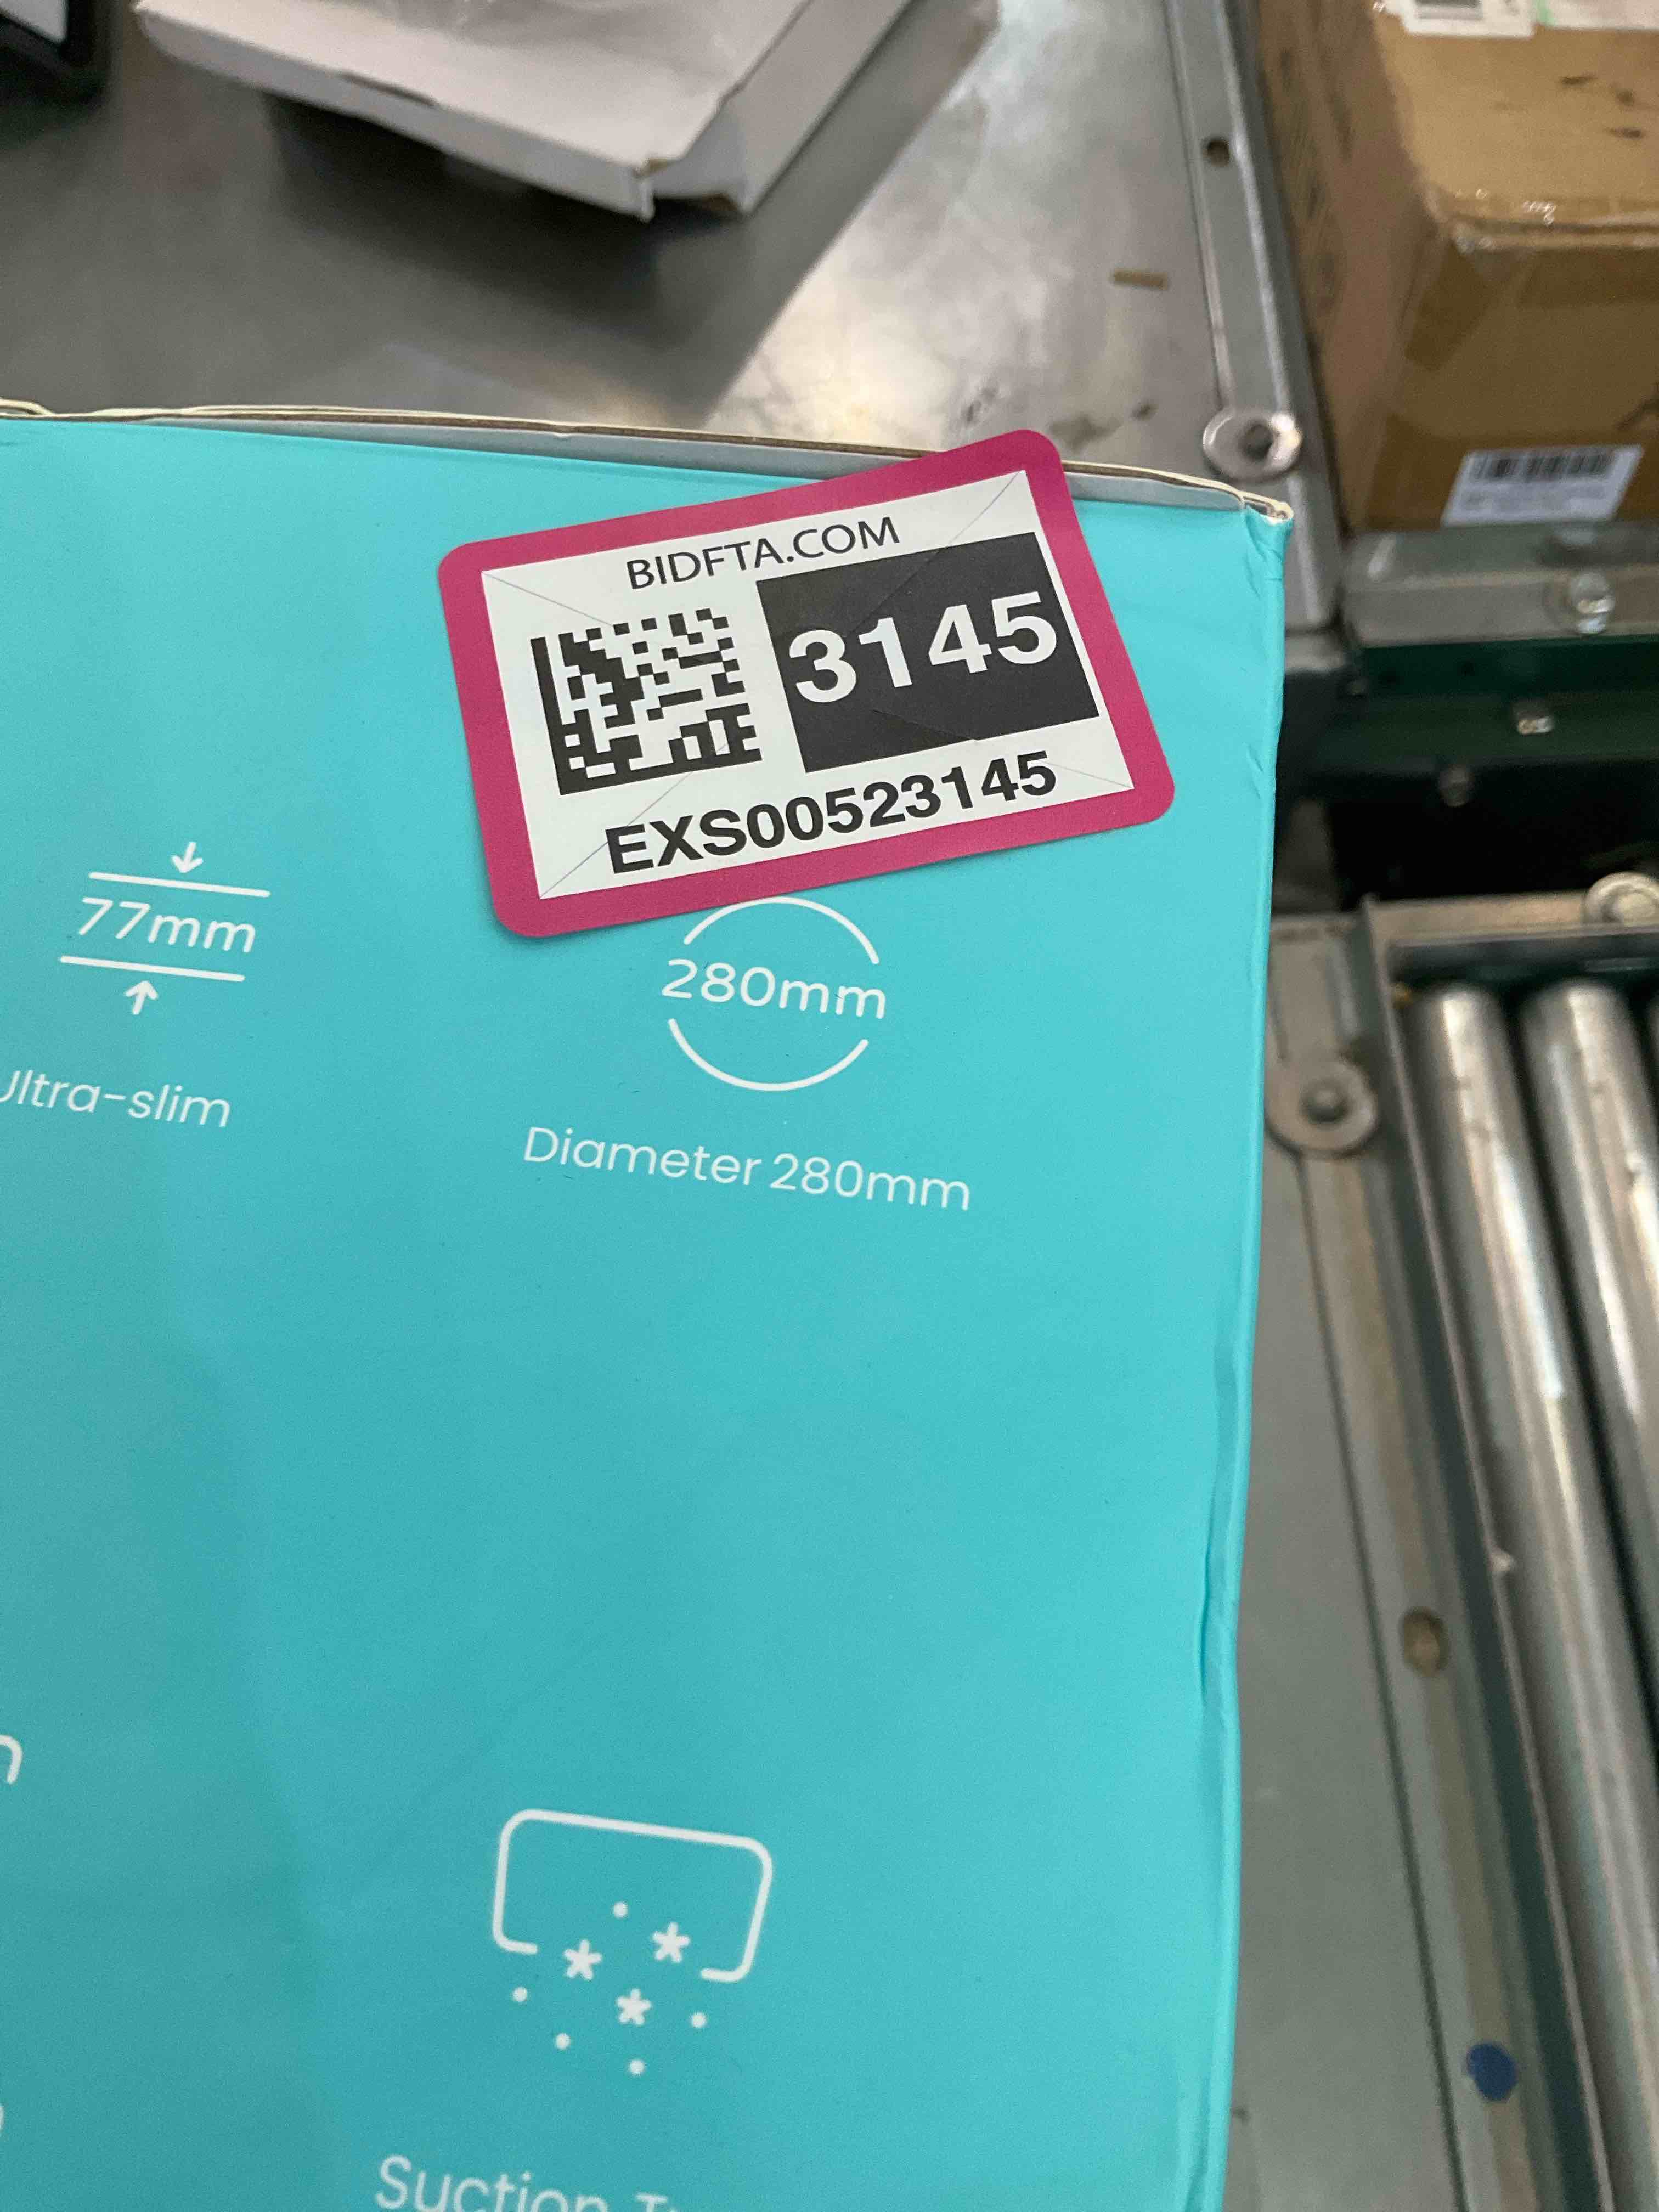 BIDFTA.COM
3145
EXS00523145
77mm
280mm
Ultra-slim
Diameter 280mm
Suction